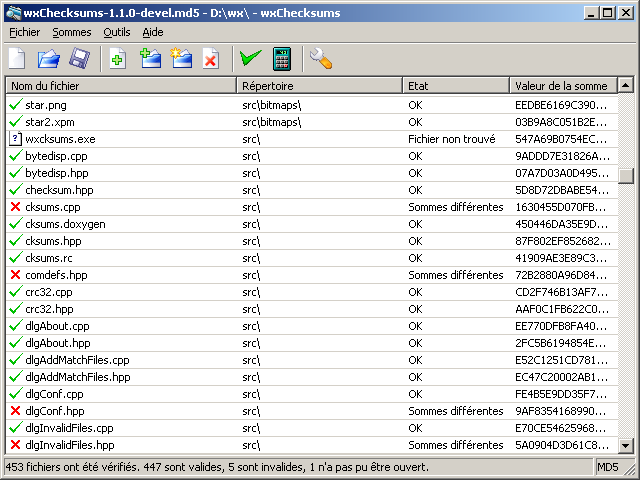 wxChecksums-1.1.0-devel.md5 - D:\wx\ - wxChecksums
Fichier Sommes Outils Aide
Nom du fichier Répertoire Etat Valeur de la somme
star.png src\bitmaps\ OK EEDBE6169C390...
star2.xpm src\bitmaps\ OK 03B9A8C051B2E...
wxcksums.exe src\ Fichier non trouvé 547A69B0754EC...
bytedisp.cpp src\ OK 9ADDD7E31826A...
bytedisp.hpp src\ OK 07A7D03A0D495...
checksum.hpp src\ OK 5D8D72DBABE54...
cksums.cpp src\ Sommes différentes 1630455D070FB...
cksums.doxygen src\ OK 450446DA35E9D...
cksums.hpp src\ OK 87F802EF852682...
cksums.rc src\ OK 41909AE3E89C3...
comdefs.hpp src\ Sommes différentes 72B2880A96D84...
crc32.cpp src\ OK CD2F746B13AF7...
crc32.hpp src\ OK AAF0C1FB622C0...
dlgAbout.cpp src\ OK EE770DFB8FA40...
dlgAbout.hpp src\ OK 2FC5B6194854E...
dlgAddMatchFiles.cpp src\ OK E52C1251CD781...
dlgAddMatchFiles.hpp src\ OK EC47C20002AB1...
dlgConf.cpp src\ OK FE4B5E9DD35F7...
dlgConf.hpp src\ Sommes différentes 9AF8354168990...
dlgInvalidFiles.cpp src\ OK E70CE54625968...
dlgInvalidFiles.hpp src\ Sommes différentes 5A0904D3D61C8...
453 fichiers ont été vérifiés. 447 sont valides, 5 sont invalides, 1 n'a pas pu être ouvert. MD5